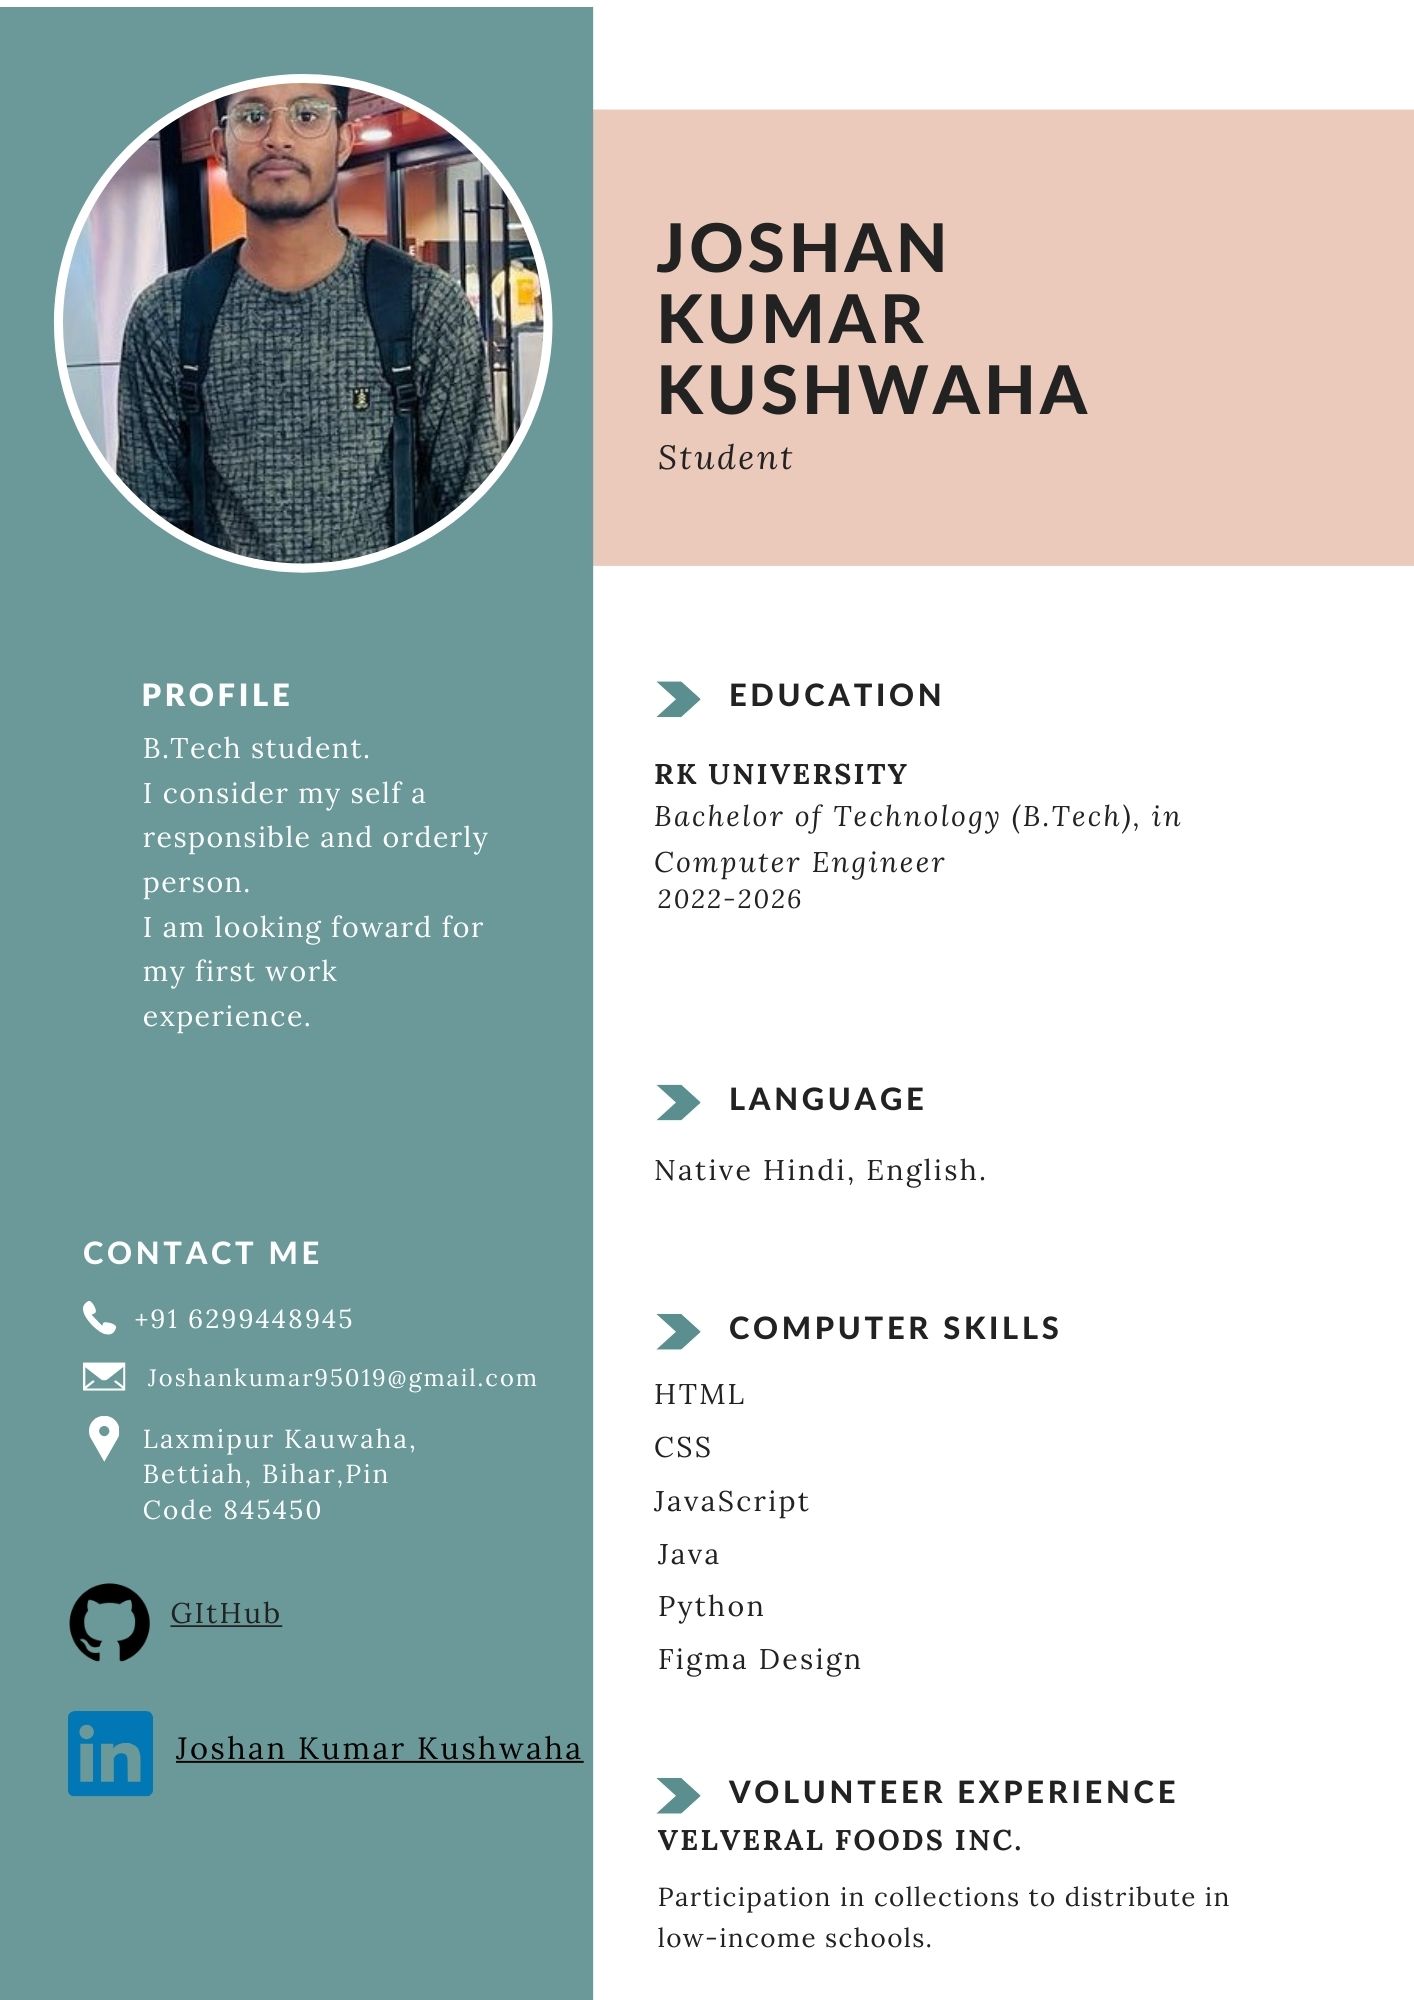 JOSHAN
KUMAR
KUSHWAHA
Student
PROFILE
B.Tech student.
I consider my self a
responsible and orderly
person.
I am looking foward for
my first work
experience.
CONTACT ME
+91 6299448945
Joshankumar95019@gmail.com
Laxmipur Kauwaha,
Bettiah, Bihar,Pin
Code 845450
GItHub
in
Joshan Kumar Kushwaha
EDUCATION
RK UNIVERSITY
Bachelor of Technology (B.Tech), in
Computer Engineer
2022-2026
LANGUAGE
Native Hindi, English.
COMPUTER SKILLS
HTML
CSS
JavaScript
Java
Python
Figma Design
VOLUNTEER EXPERIENCE
VELVERAL FOODS INC.
Participation in collections to distribute in
low-income schools.